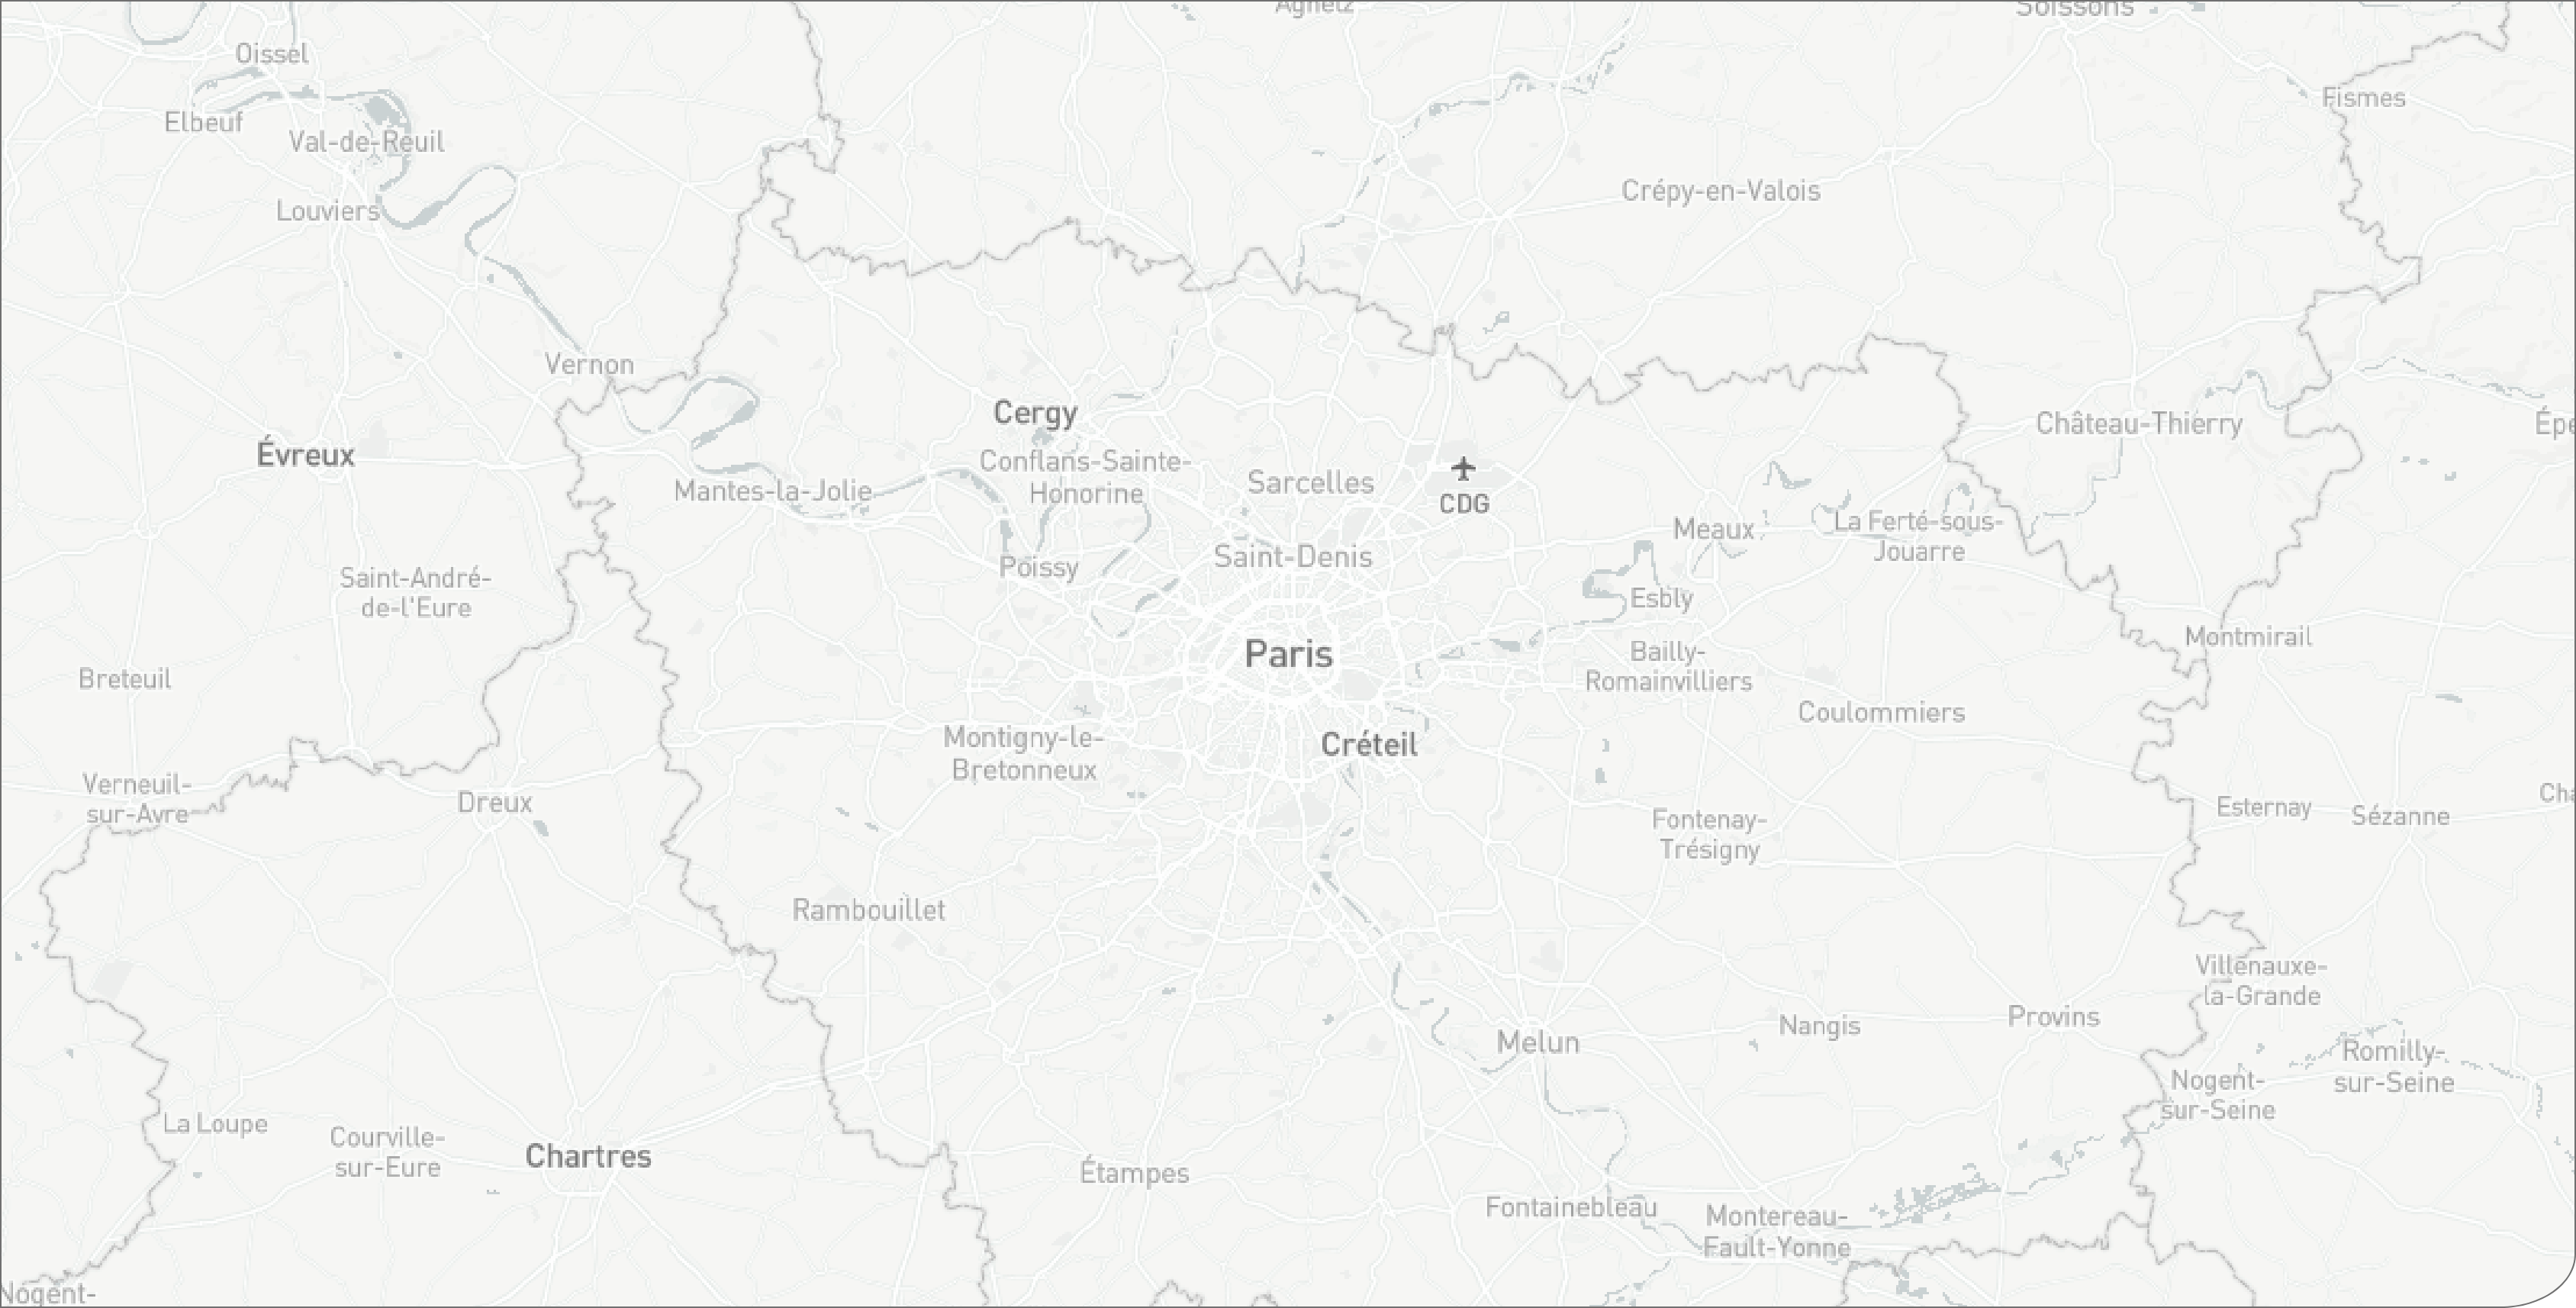 Agnetz
Soissons
Oissel
Fismes
Elbeuf
Val-de-Reuil
Crépy-en-Valois
Louviers
Vernon
Cergy
Château-Thierry
Épe
Évreux
Conflans-Sainte-
Honorine
Sarcelles
Mantes-la-Jolie
CDG
Meaux
La Ferté-sous-
Jouarre
Saint-Denis
Poissy
Saint-André-
de-l'Eure
Esbly
Montmirail
Paris
Bailly-
Romainvilliers
Breteuil
Coulommiers
Montigny-le-
Bretonneux
Créteil
Verneuil-
sur-Avre
Dreux
Cha
Esternay
Sézanne
Fontenay-
Trésigny
Rambouillet
Villenauxe-
la-Grande
Provins
Nangis
Melun
Romilly-
sur-Seine
Nogent-
sur-Seine
La Loupe
Courville-
sur-Eure
Chartres
Étampes
Fontainebleau
Montereau-
Fault-Yonne
Nogent-